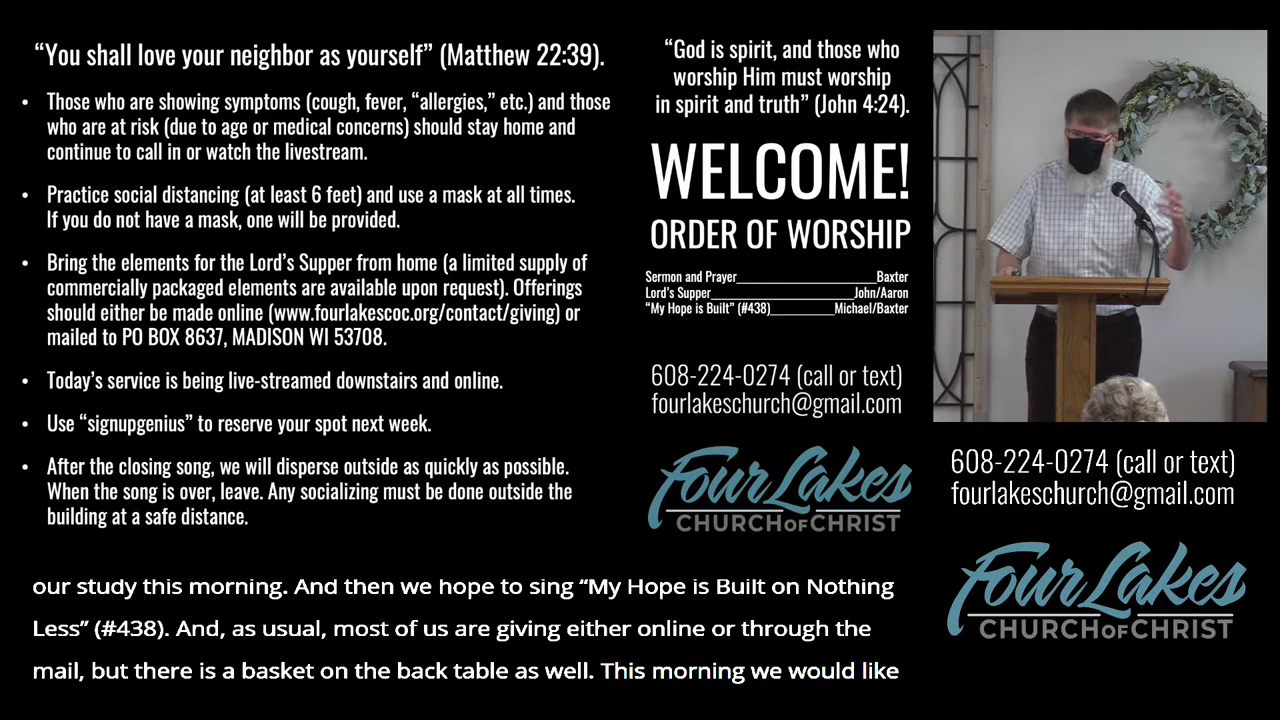 “You shall love your neighbor as yourself” (Matthew 22:39).
• Those who are showing symptoms (cough, fever, “allergies,” etc.) and those
who are at risk (due to age or medical concerns) should stay home and
continue to call in or watch the livestream.
• Practice social distancing (at least 6 feet) and use a mask at all times.
If you do not have a mask, one will be provided.
• Bring the elements for the Lord’s Supper from home (a limited supply of
commercially packaged elements are available upon request). Offerings
should either be made online (www.fourlakescoc.org/contact/giving) or
mailed to PO BOX 8637, MADISON WI 53708.
• Today’s service is being live-streamed downstairs and online.
• Use “signupgenius” to reserve your spot next week.
• After the closing song, we will disperse outside as quickly as possible.
When the song is over, leave. Any socializing must be done outside the
building at a safe distance.
“God is spirit, and those who
worship Him must worship
in spirit and truth” (John 4:24).
WELCOME!
ORDER OF WORSHIP
Sermon and Prayer____________________Baxter
Lord’s Supper____________________John/Aaron
“My Hope is Built” (#438)__________Michael/Baxter
608-224-0274 (call or text)
fourlakeschurch@gmail.com
Four Lakes
CHURCH OF CHRIST
608-224-0274 (call or text)
fourlakeschurch@gmail.com
Four Lakes
CHURCH OF CHRIST
our study this morning. And then we hope to sing “My Hope is Built on Nothing
Less” (#438). And, as usual, most of us are giving either online or through the
mail, but there is a basket on the back table as well. This morning we would like